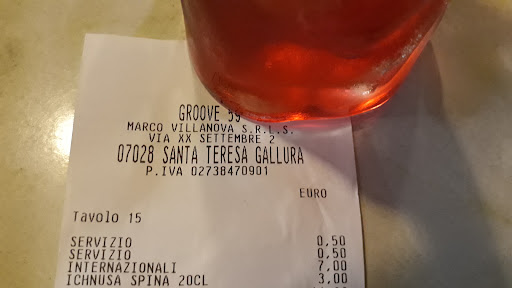 GROOVE 59
MARCO VILLANOVA S.R.L.S.
VIA XX SETTEMBRE 2
07028 SANTA TERESA GALLURA
P.IVA 02738470901
EURO
Tavolo 15
SERVIZIO 0,50
SERVIZIO 0,50
INTERNAZIONALI 7,00
ICHNUSA SPINA 20CL 3,00